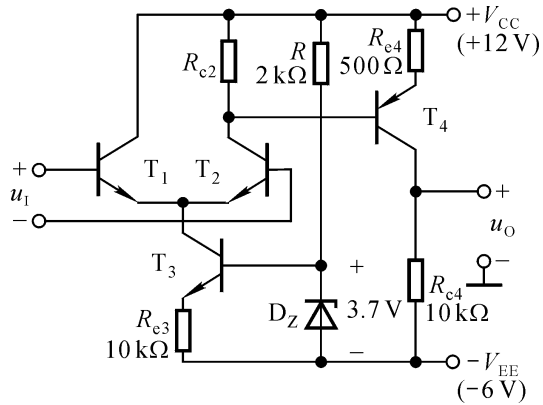 +V_CC
(+12 V)
R_c2
R
2 kΩ
R_e4
500 Ω
T_4
+
u_I
−
T_1
T_2
+
u_O
−
T_3
+
D_Z
3.7 V
−
R_c4
10 kΩ
R_e3
10 kΩ
−V_EE
(−6 V)